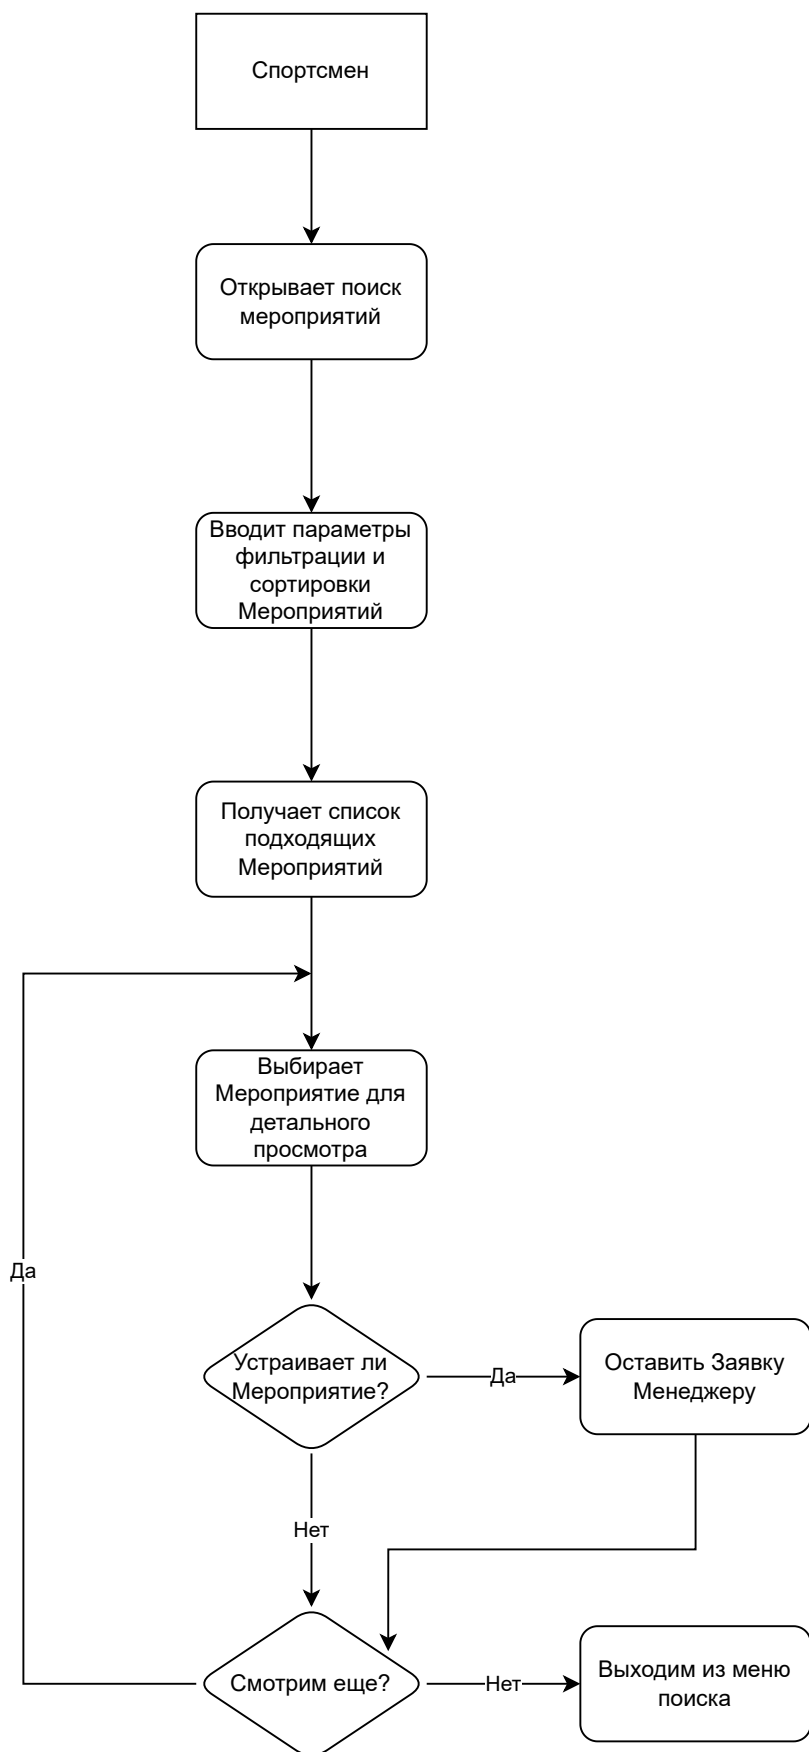 Спортсмен
Открывает поиск
мероприятий
Вводит параметры
фильтрации и
сортировки
Мероприятий
Получает список
подходящих
Мероприятий
Выбирает
Мероприятие для
детального
просмотра
Да
Устраивает ли
Мероприятие?
Да
Оставить Заявку
Менеджеру
Нет
Смотрим еще?
Нет
Выходим из меню
поиска